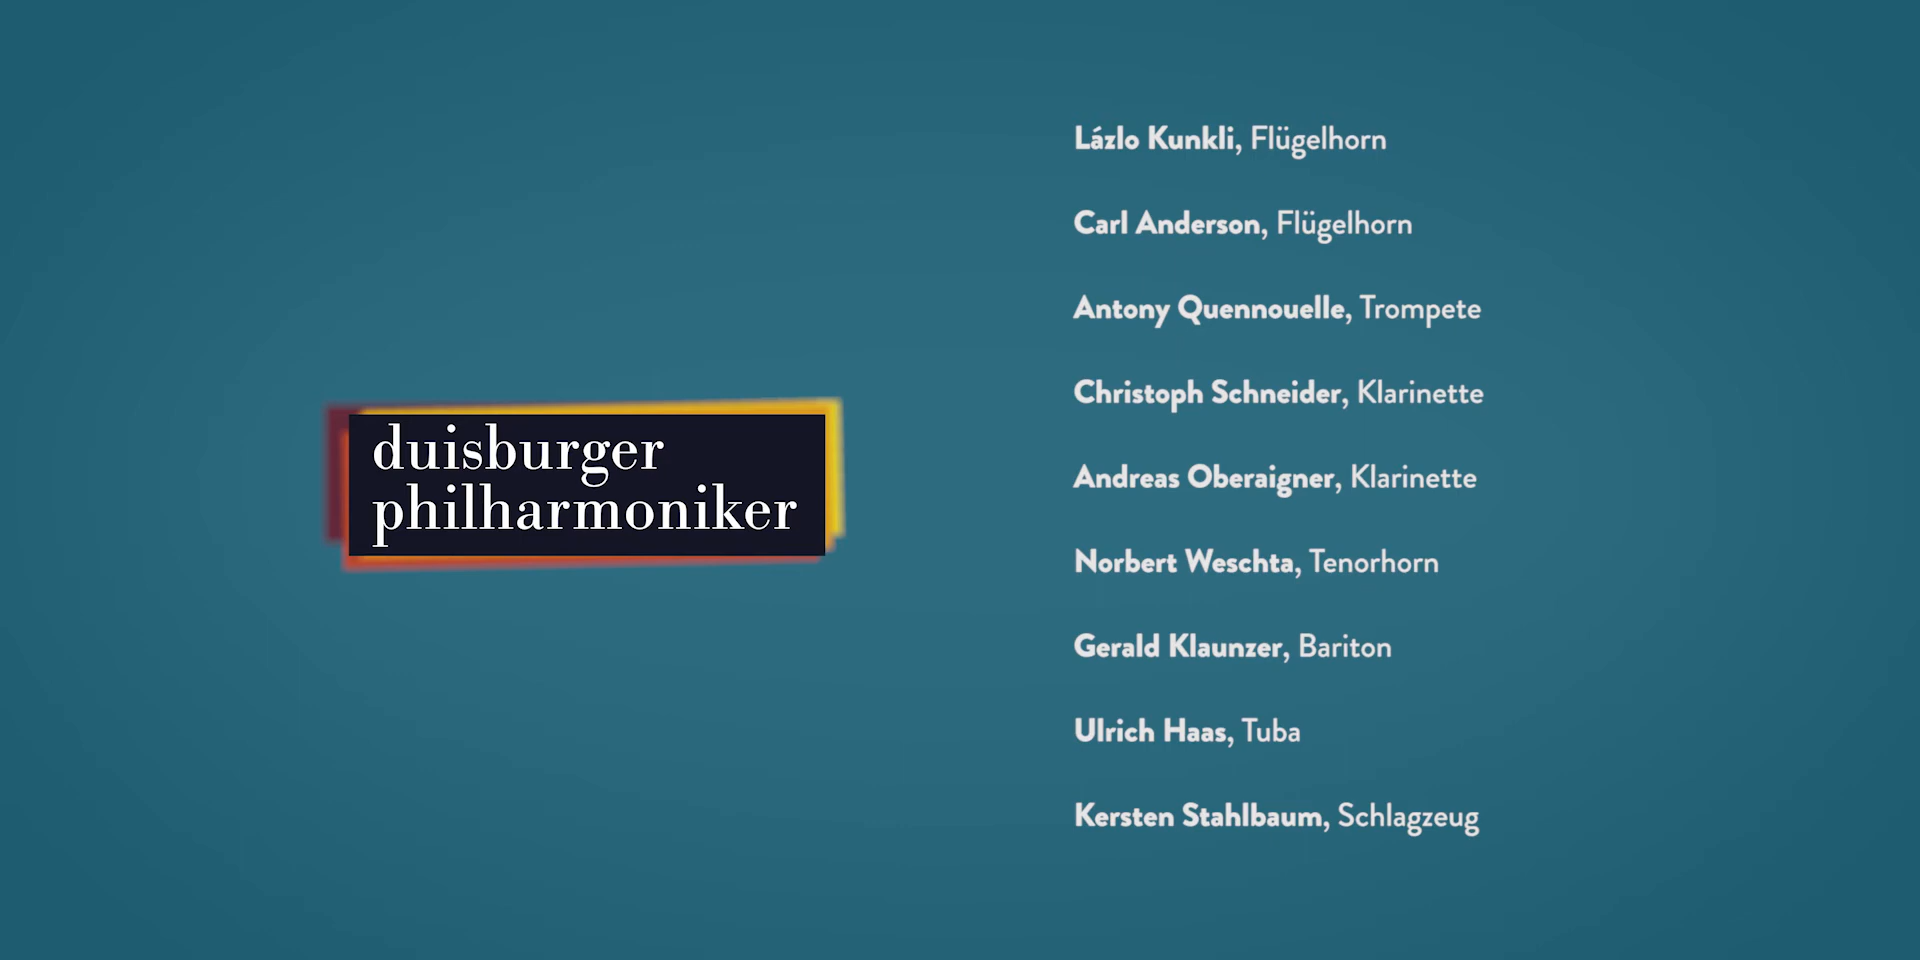 duisburger
philharmoniker
Lázlo Kunkli, Flügelhorn
Carl Anderson, Flügelhorn
Antony Quennouelle, Trompete
Christoph Schneider, Klarinette
Andreas Oberaigner, Klarinette
Norbert Weschta, Tenorhorn
Gerald Klaunzer, Bariton
Ulrich Haas, Tuba
Kersten Stahlbaum, Schlagzeug